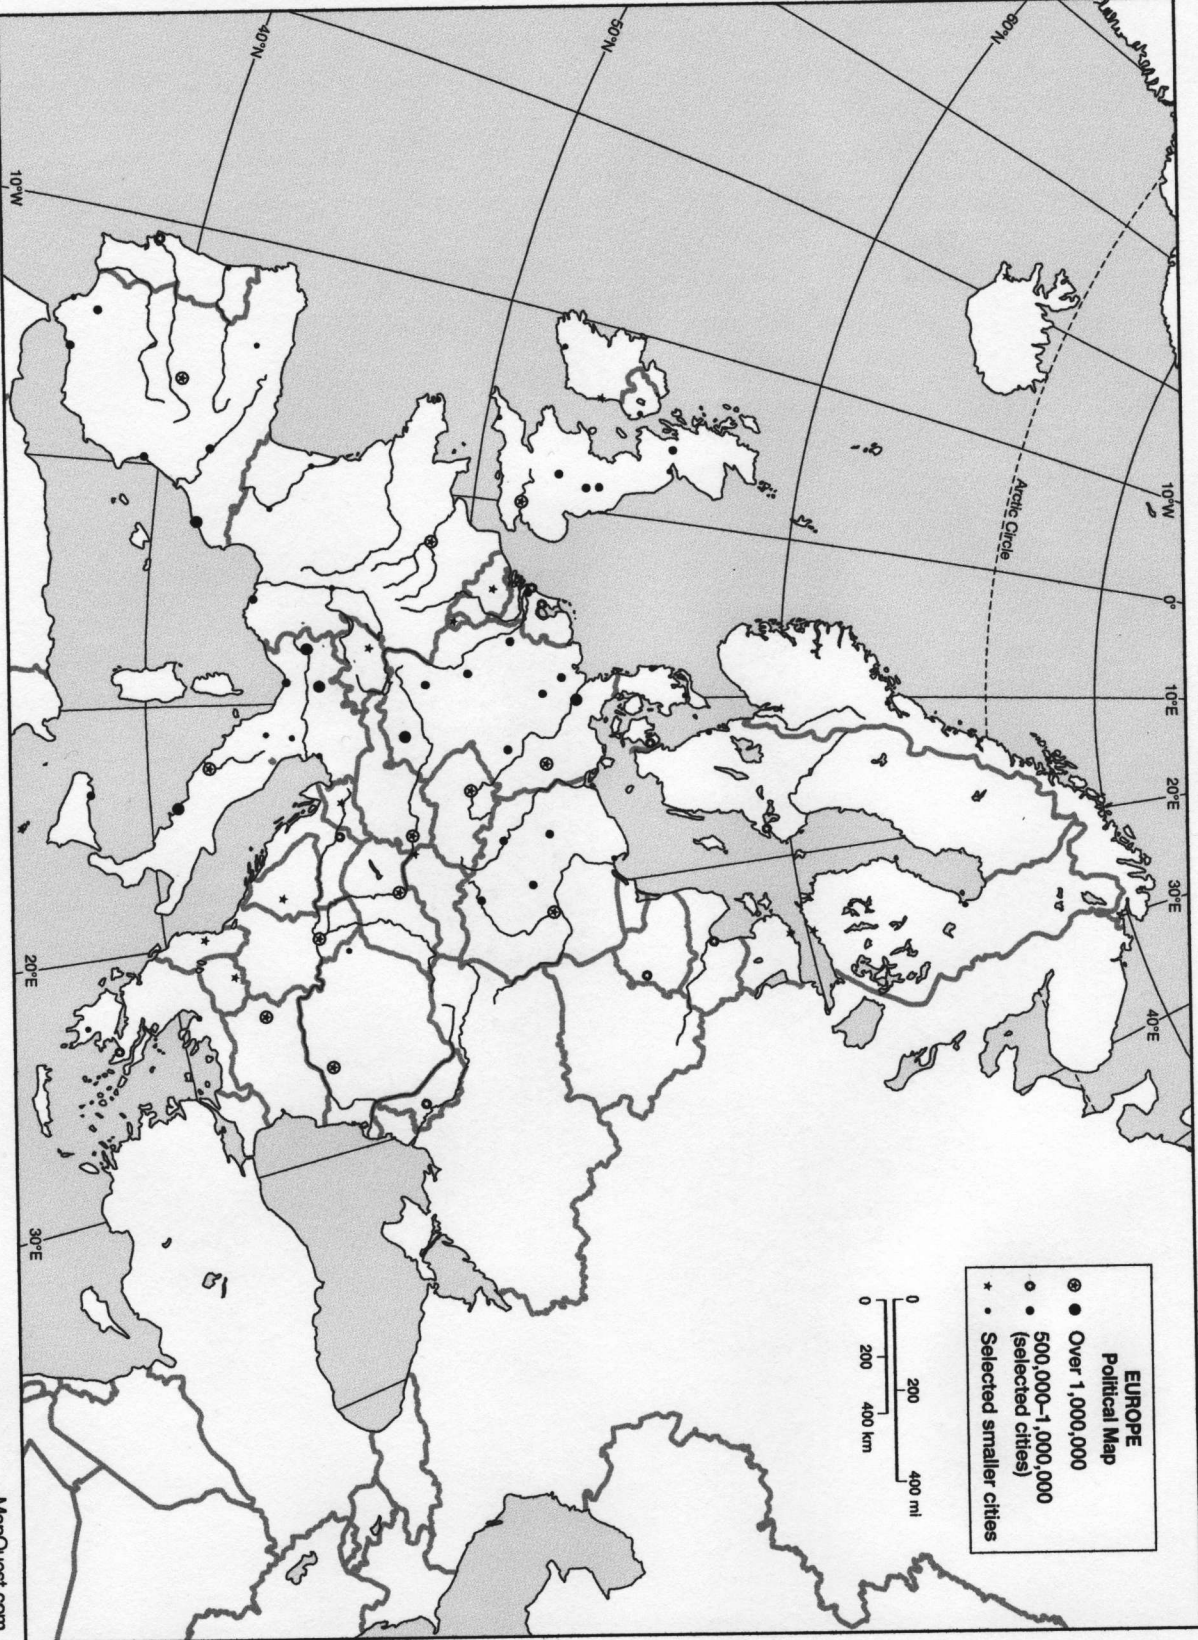 EUROPE
Political Map
Over 1,000,000
500,000–1,000,000
(selected cities)
Selected smaller cities
0 200 400 mi
0 200 400 km
10°W
0°
10°E
20°E
30°E
40°E
60°N
Arctic Circle
50°N
40°N
10°W
20°E
30°E
MapQuest.com